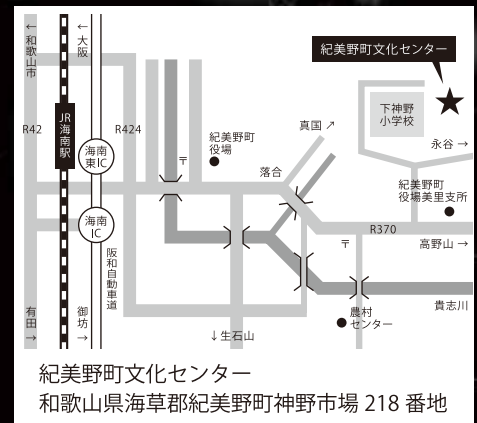 ← 和歌山市
← 大阪
紀美野町文化センター
JR海南駅
下神野
小学校
R42
R424
海南
東IC
〒
紀美野町
役場
真国 ↗
永谷 →
落合
紀美野町
役場美里支所
海南
IC
R370
〒
高野山 →
阪和自動車道
有田 →
御坊 →
貴志川
農村
センター
↓生石山
紀美野町文化センター
和歌山県海草郡紀美野町神野市場 218 番地